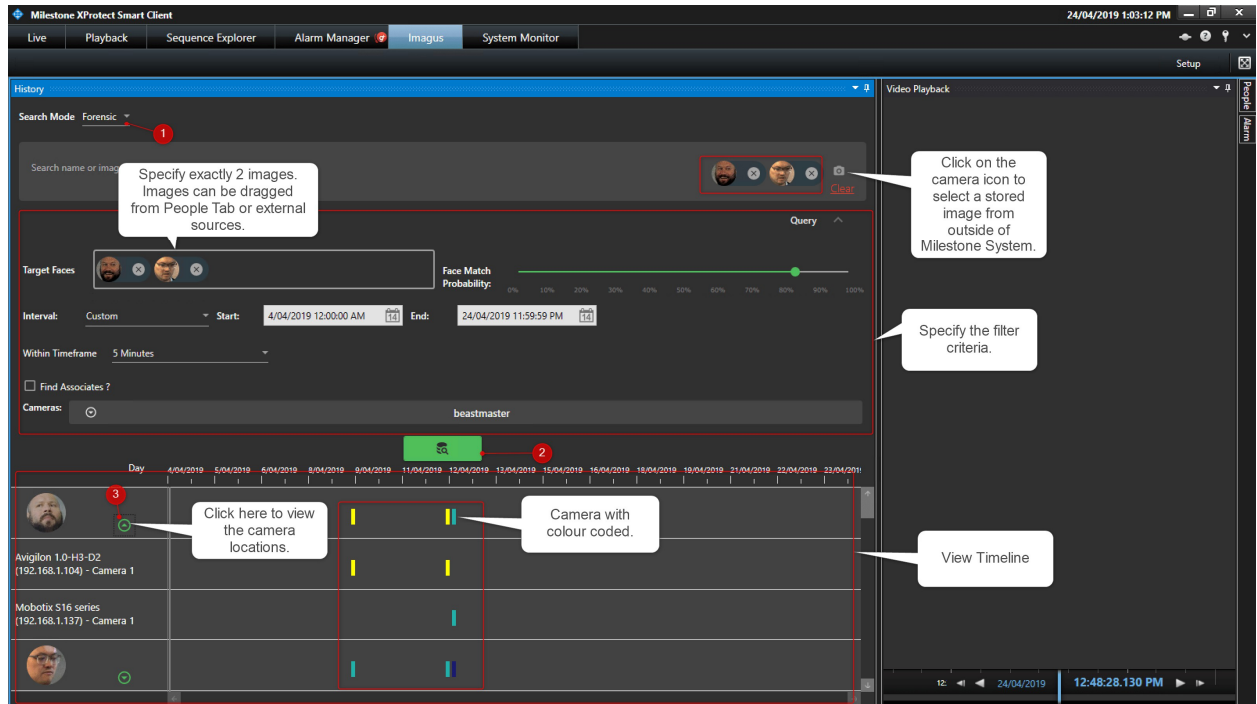 Milestone XProtect Smart Client
24/04/2019 1:03:12 PM
Live Playback Sequence Explorer Alarm Manager Imagus System Monitor
Setup
History
Video Playback
People
Alarm
Search Mode Forensic
1
Search name or imag
Clear
Specify exactly 2 images.
Images can be dragged
from People Tab or external
sources.
Click on the
camera icon to
select a stored
image from
outside of
Milestone System.
Query
Target Faces
Face Match
Probability:
0% 10% 20% 30% 40% 50% 60% 70% 80% 90% 100%
Interval: Custom Start: 4/04/2019 12:00:00 AM 14 End: 24/04/2019 11:59:59 PM 14
Specify the filter
criteria.
Within Timeframe 5 Minutes
Find Associates ?
Cameras: beastmaster
2
Day 4/04/2019 5/04/2019 6/04/2019 8/04/2019 9/04/2019 11/04/2019 12/04/2019 13/04/2019 15/04/2019 16/04/2019 18/04/2019 19/04/2019 21/04/2019 22/04/2019 23/04/201
3
Click here to view
the camera
locations.
Camera with
colour coded.
Avigilon 1.0-H3-D2
(192.168.1.104) - Camera 1
View Timeline
Mobotix S16 series
(192.168.1.137) - Camera 1
12: 24/04/2019 12:48:28.130 PM